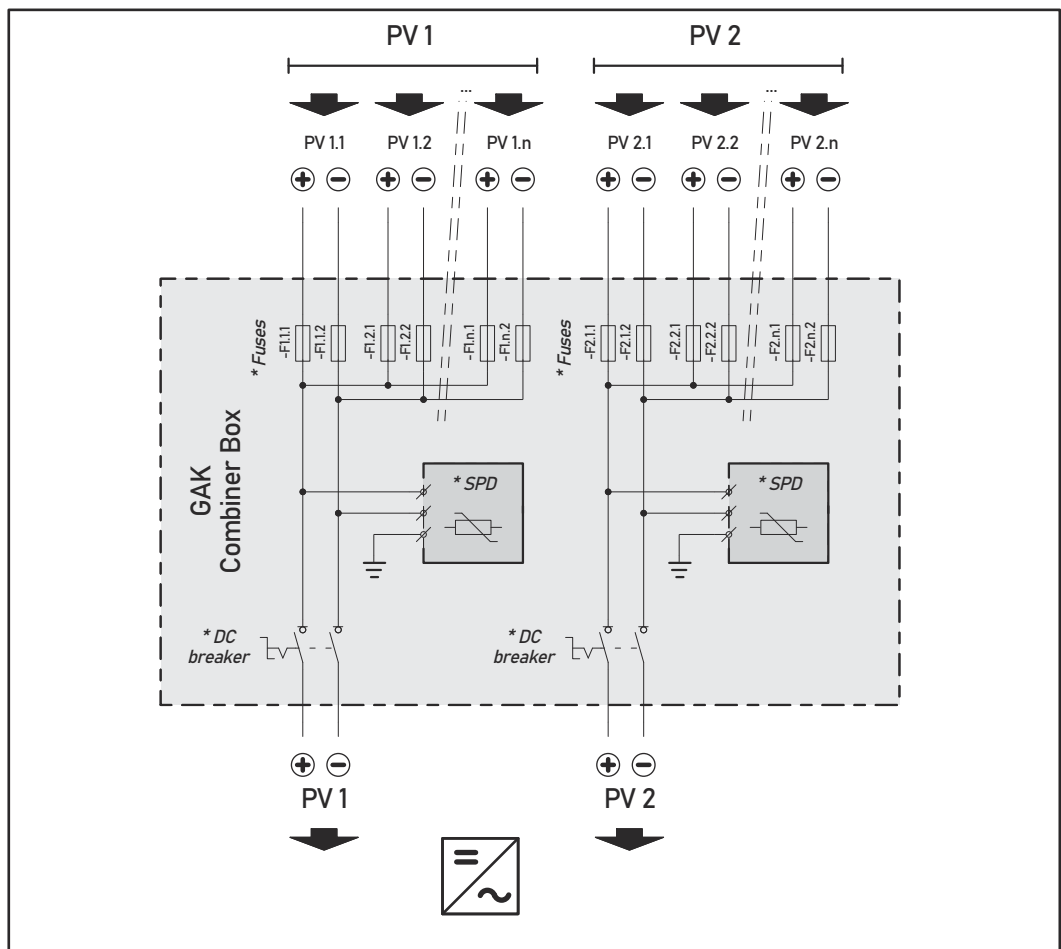 PV 1 PV 2
... ...
PV 1.1 PV 1.2 PV 1.n PV 2.1 PV 2.2 PV 2.n
+ − + − + − + − + − + −
* Fuses
-F1.1.1
-F1.1.2
-F1.2.1
-F1.2.2
-F1.n.1
-F1.n.2
* Fuses
-F2.1.1
-F2.1.2
-F2.2.1
-F2.2.2
-F2.n.1
-F2.n.2
GAK
Combiner Box
* SPD * SPD
* DC
breaker
* DC
breaker
+ − + −
PV 1 PV 2
= ~